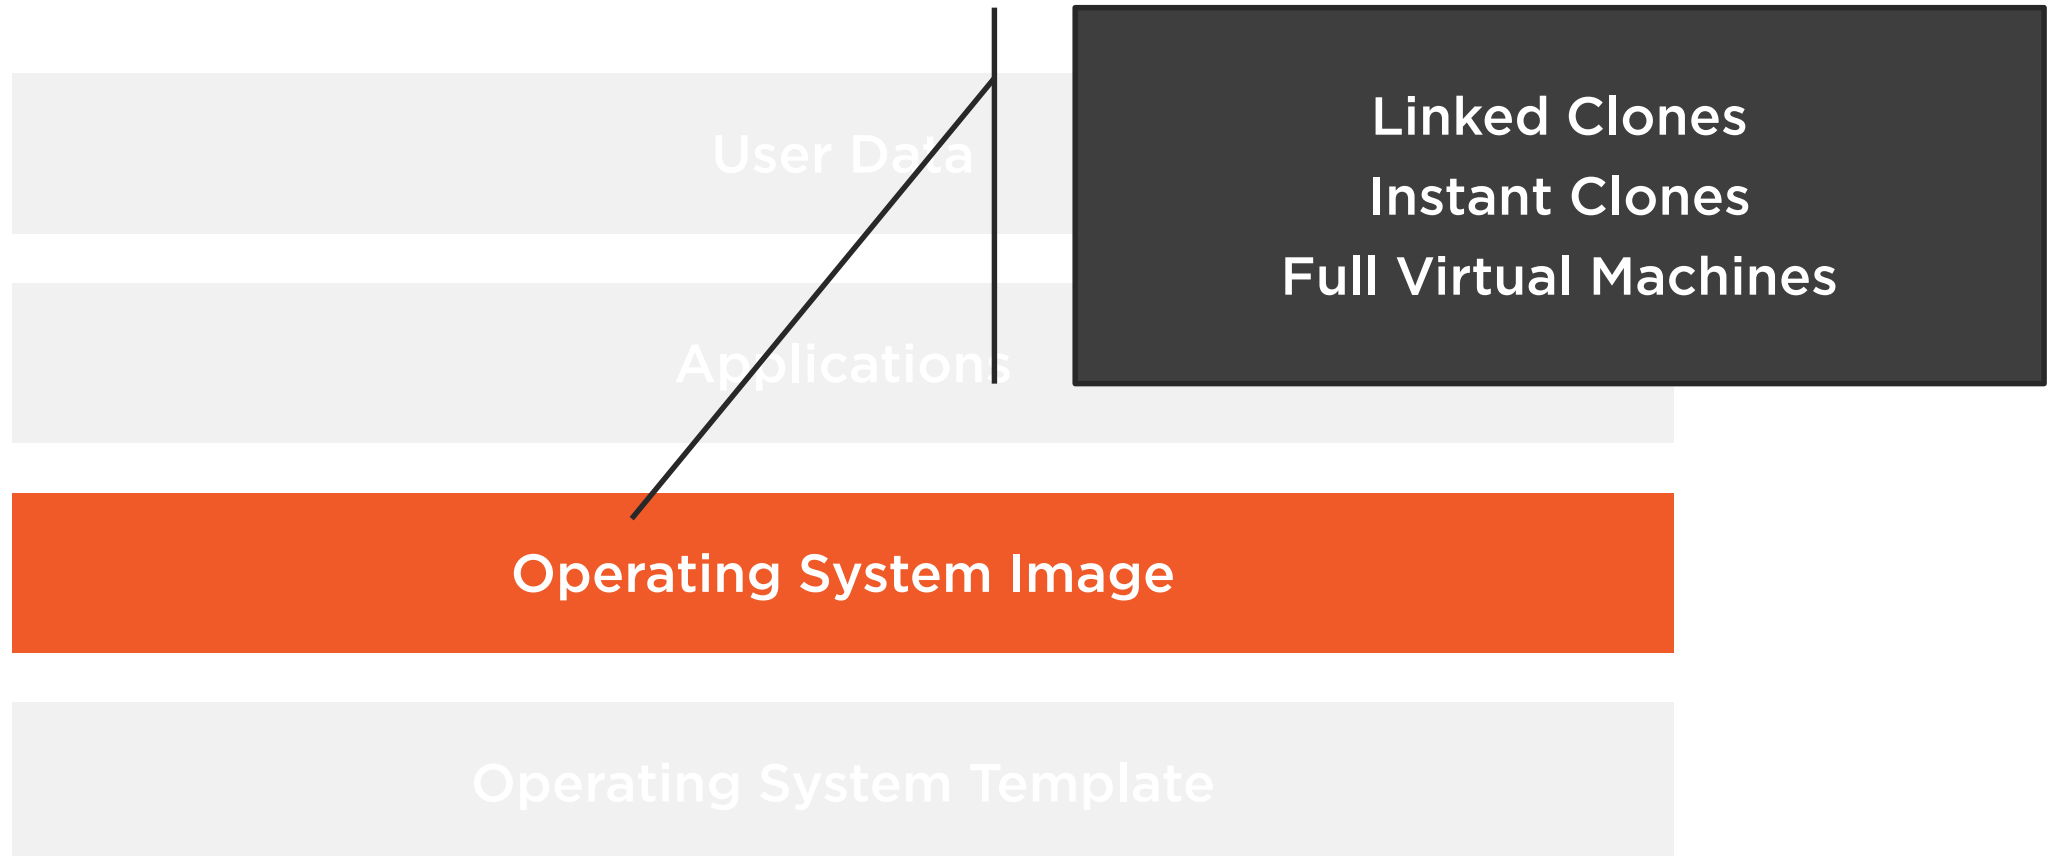 Linked Clones
Instant Clones
Full Virtual Machines
User Data
Applications
Operating System Image
Operating System Template